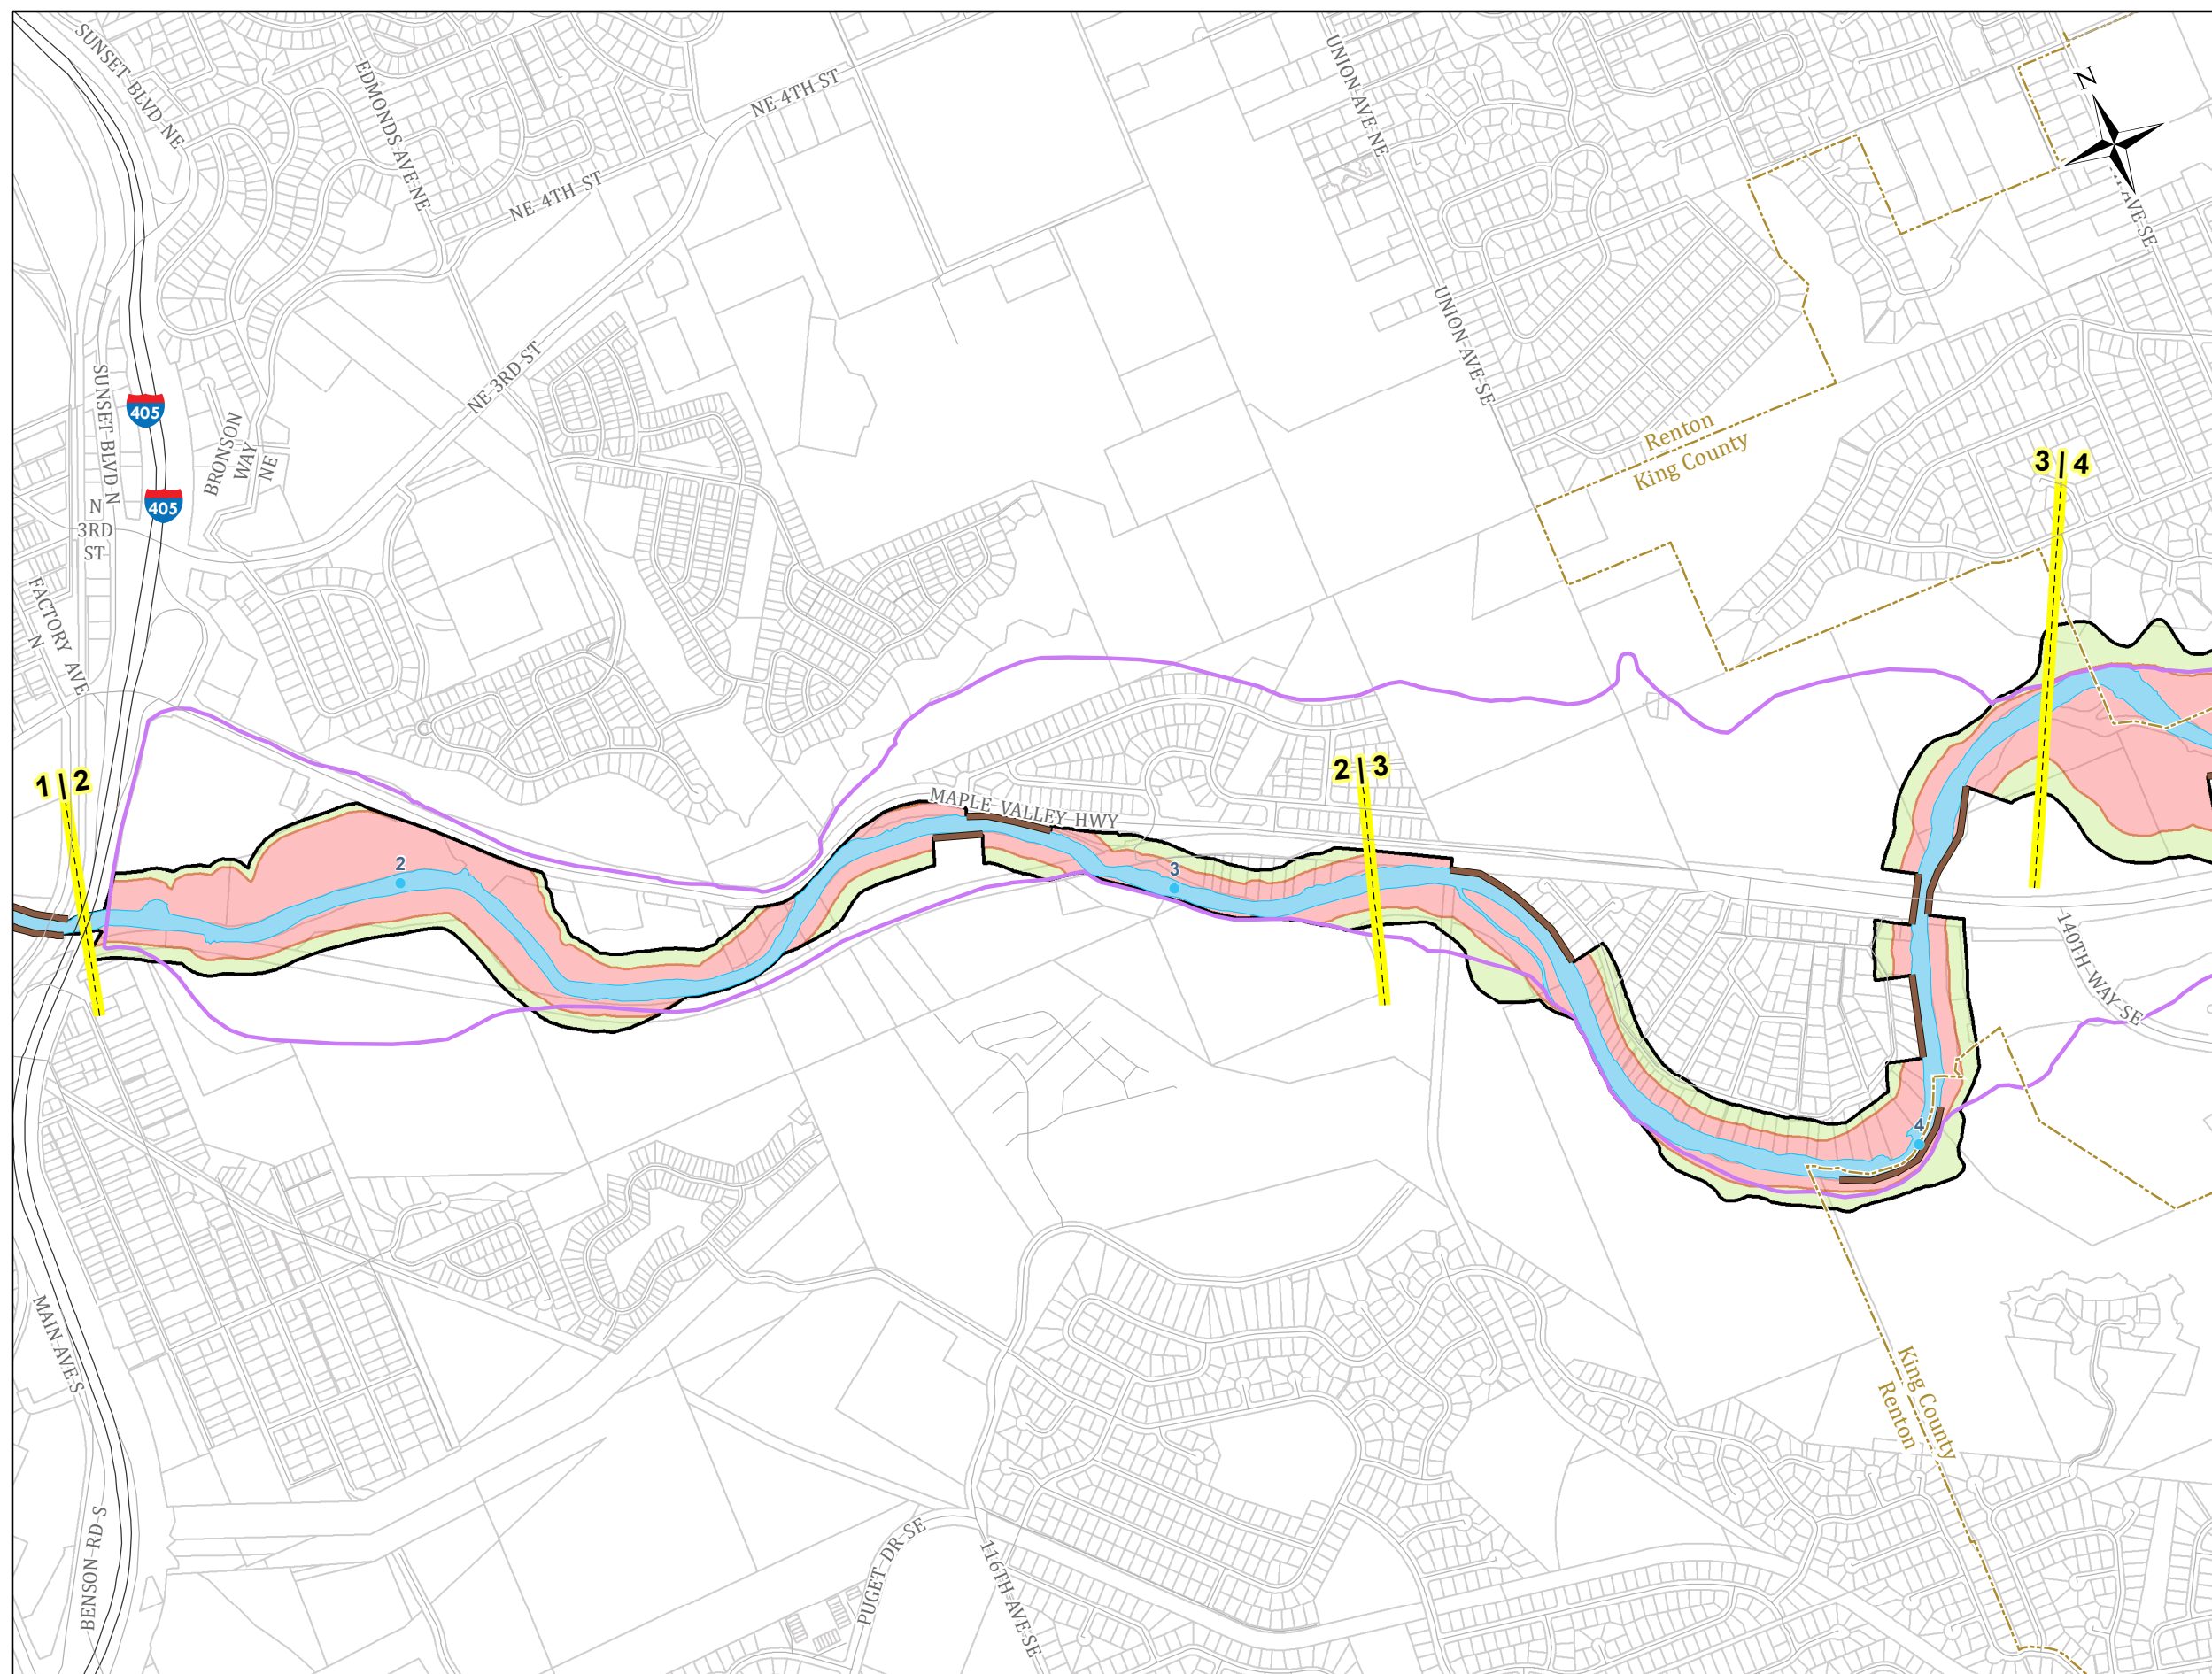 SUNSET BLVD NE
EDMONDS AVE NE
NE 4TH ST
NE 4TH ST
UNION AVE NE
N
AVE SE
UNION AVE SE
NE 3RD ST
SUNSET BLVD N
405
405
BRONSON
WAY
NE
N
3RD
ST
FACTORY AVE
N
Renton
King County
3 | 4
1 | 2
2 | 3
MAPLE VALLEY HWY
2
3
4
140TH WAY SE
MAIN AVE S
BENSON RD S
PUGET DR SE
116TH AVE SE
King County
Renton